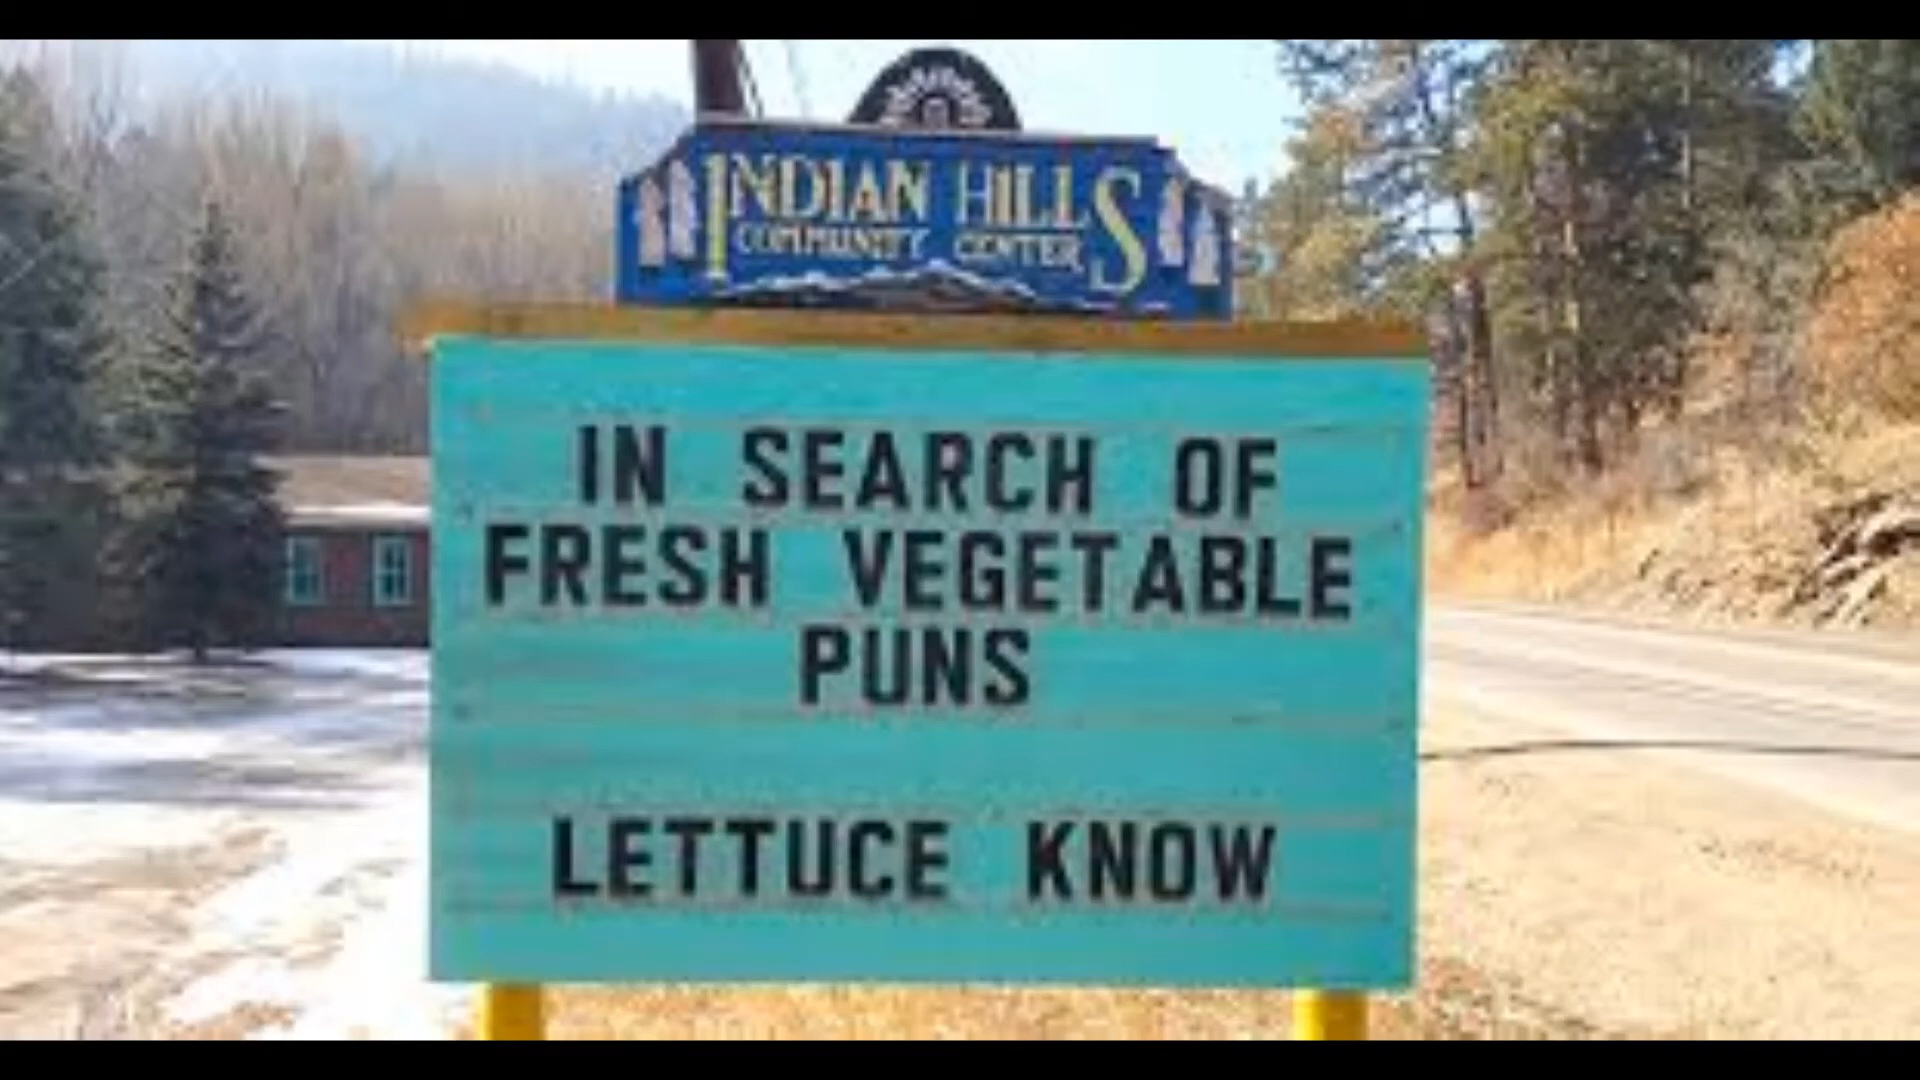 INDIAN HILLS
COMMUNITY CENTER
IN SEARCH OF
FRESH VEGETABLE
PUNS
LETTUCE KNOW